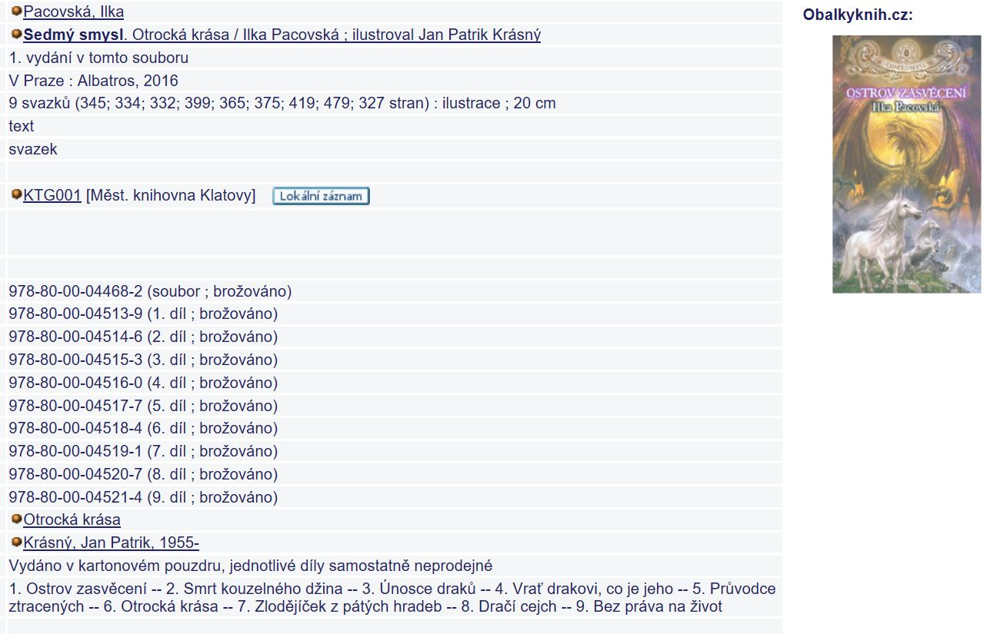 Pacovská, Ilka
Sedmý smysl. Otrocká krása / Ilka Pacovská ; ilustroval Jan Patrik Krásný
1. vydání v tomto souboru
V Praze : Albatros, 2016
9 svazků (345; 334; 332; 399; 365; 375; 419; 479; 327 stran) : ilustrace ; 20 cm
text
svazek
KTG001 [Měst. knihovna Klatovy] Lokální záznam
978-80-00-04468-2 (soubor ; brožováno)
978-80-00-04513-9 (1. díl ; brožováno)
978-80-00-04514-6 (2. díl ; brožováno)
978-80-00-04515-3 (3. díl ; brožováno)
978-80-00-04516-0 (4. díl ; brožováno)
978-80-00-04517-7 (5. díl ; brožováno)
978-80-00-04518-4 (6. díl ; brožováno)
978-80-00-04519-1 (7. díl ; brožováno)
978-80-00-04520-7 (8. díl ; brožováno)
978-80-00-04521-4 (9. díl ; brožováno)
Otrocká krása
Krásný, Jan Patrik, 1955-
Vydáno v kartonovém pouzdru, jednotlivé díly samostatně neprodejné
1. Ostrov zasvěcení -- 2. Smrt kouzelného džina -- 3. Únosce draků -- 4. Vrať drakovi, co je jeho -- 5. Průvodce
ztracených -- 6. Otrocká krása -- 7. Zlodějíček z pátých hradeb -- 8. Dračí cejch -- 9. Bez práva na život
Obalkyknih.cz:
SEDMÝ SMYSL
OSTROV ZASVĚCENÍ
Ilka Pacovská
Albatros